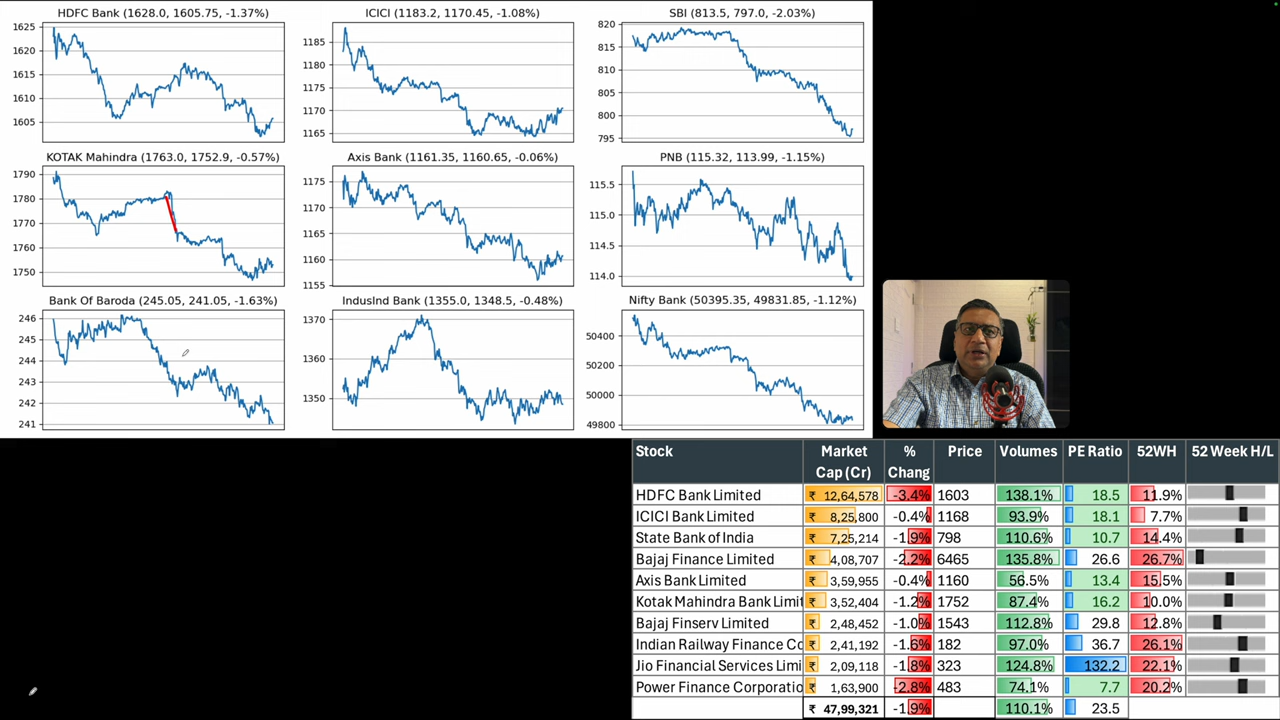 HDFC Bank (1628.0, 1605.75, -1.37%)
1625
1620
1615
1610
1605
ICICI (1183.2, 1170.45, -1.08%)
1185
1180
1175
1170
1165
SBI (813.5, 797.0, -2.03%)
820
815
810
805
800
795
KOTAK Mahindra (1763.0, 1752.9, -0.57%)
1790
1780
1770
1760
1750
Axis Bank (1161.35, 1160.65, -0.06%)
1175
1170
1165
1160
1155
PNB (115.32, 113.99, -1.15%)
115.5
115.0
114.5
114.0
Bank Of Baroda (245.05, 241.05, -1.63%)
246
245
244
243
242
241
IndusInd Bank (1355.0, 1348.5, -0.48%)
1370
1360
1350
Nifty Bank (50395.35, 49831.85, -1.12%)
50400
50200
50000
49800
Stock Market Cap (Cr) % Chang Price Volumes PE Ratio 52WH 52 Week H/L
HDFC Bank Limited ₹ 12,64,578 -3.4% 1603 138.1% 18.5 11.9%
ICICI Bank Limited ₹ 8,25,800 -0.4% 1168 93.9% 18.1 7.7%
State Bank of India ₹ 7,25,214 -1.9% 798 110.6% 10.7 14.4%
Bajaj Finance Limited ₹ 4,08,707 -2.2% 6465 135.8% 26.6 26.7%
Axis Bank Limited ₹ 3,59,955 -0.4% 1160 56.5% 13.4 15.5%
Kotak Mahindra Bank Limit ₹ 3,52,404 -1.2% 1752 87.4% 16.2 10.0%
Bajaj Finserv Limited ₹ 2,48,452 -1.0% 1543 112.8% 29.8 12.8%
Indian Railway Finance Co ₹ 2,41,192 -1.6% 182 97.0% 36.7 26.1%
Jio Financial Services Limi ₹ 2,09,118 -1.8% 323 124.8% 132.2 22.1%
Power Finance Corporatio ₹ 1,63,900 -2.8% 483 74.1% 7.7 20.2%
₹ 47,99,321 -1.9% 110.1% 23.5